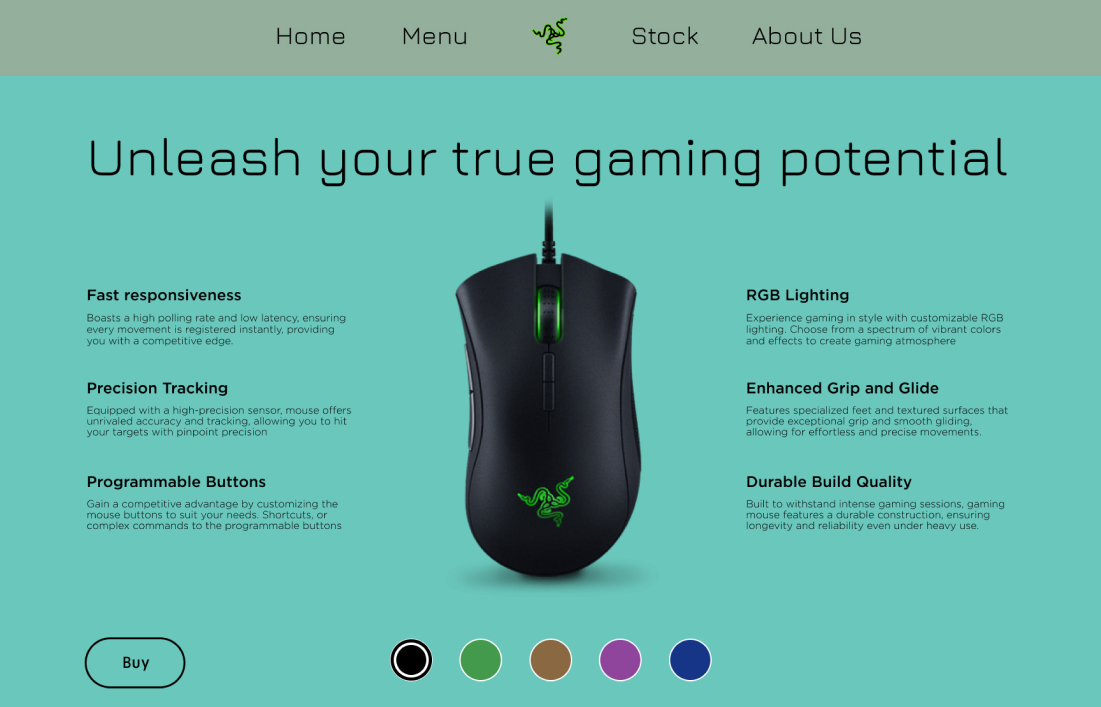 Home Menu Stock About Us
Unleash your true gaming potential
Fast responsiveness
Boasts a high polling rate and low latency, ensuring
every movement is registered instantly, providing
you with a competitive edge.
Precision Tracking
Equipped with a high-precision sensor, mouse offers
unrivaled accuracy and tracking, allowing you to hit
your targets with pinpoint precision
Programmable Buttons
Gain a competitive advantage by customizing the
mouse buttons to suit your needs. Shortcuts, or
complex commands to the programmable buttons
RGB Lighting
Experience gaming in style with customizable RGB
lighting. Choose from a spectrum of vibrant colors
and effects to create gaming atmosphere
Enhanced Grip and Glide
Features specialized feet and textured surfaces that
provide exceptional grip and smooth gliding,
allowing for effortless and precise movements.
Durable Build Quality
Built to withstand intense gaming sessions, gaming
mouse features a durable construction, ensuring
longevity and reliability even under heavy use.
Buy